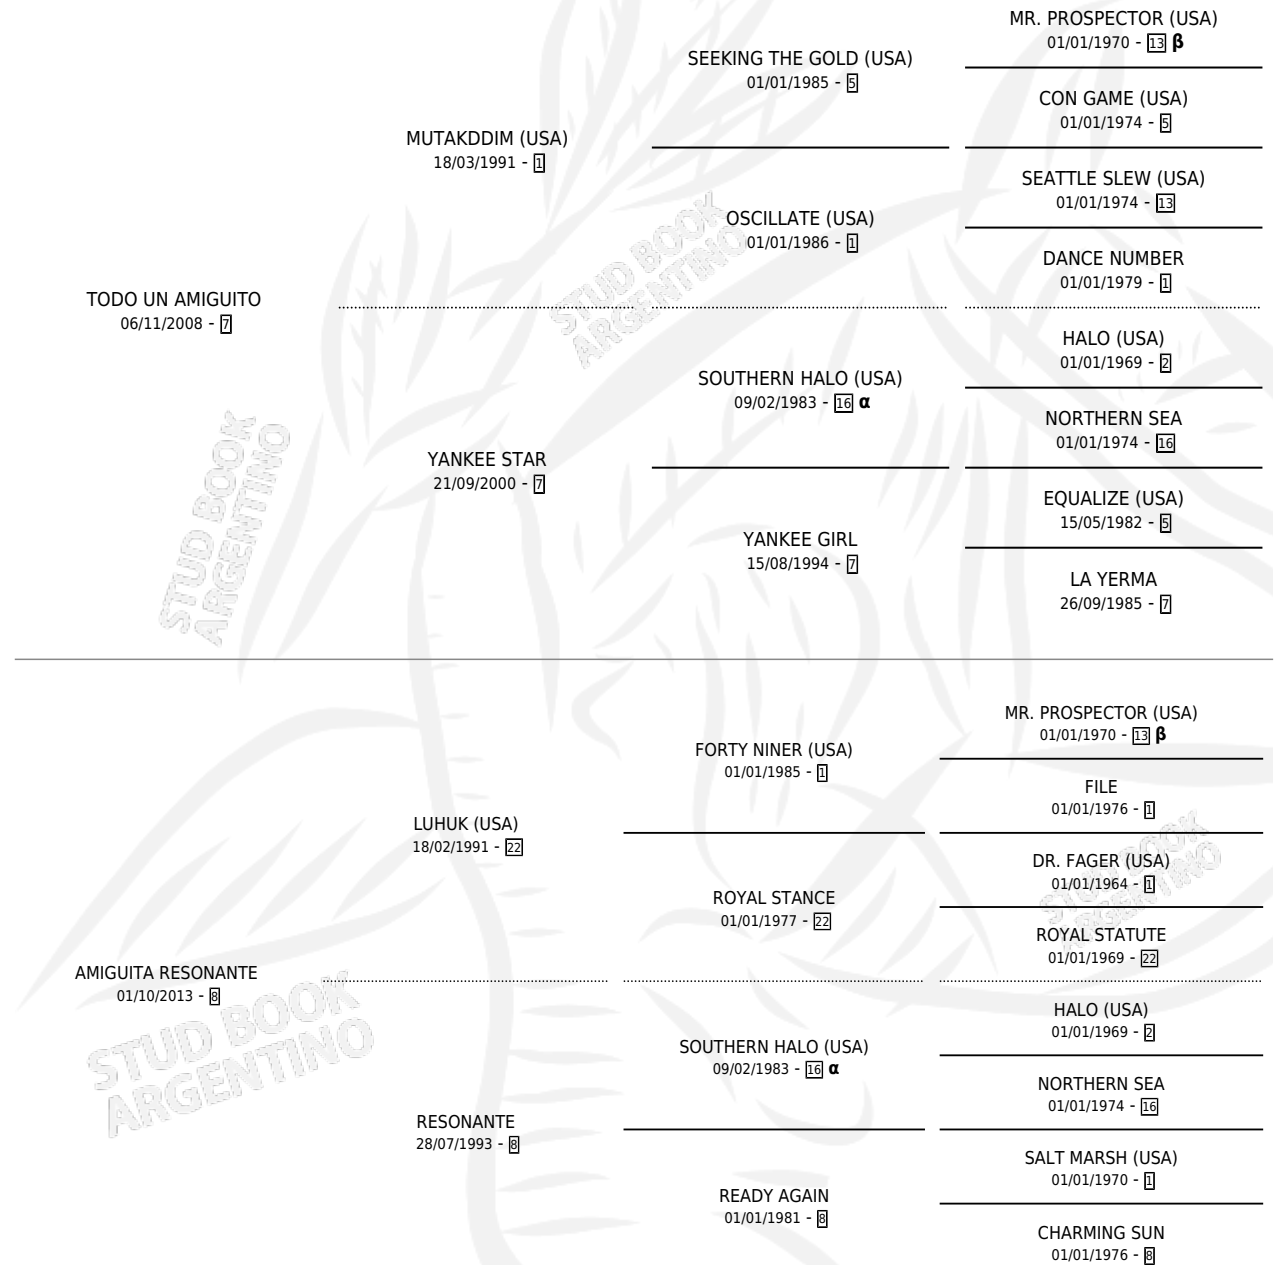 MR. PROSPECTOR (USA)
01/01/1970 - 13 β
SEEKING THE GOLD (USA)
01/01/1985 - 5
CON GAME (USA)
01/01/1974 - 5
MUTAKDDIM (USA)
18/03/1991 - 1
SEATTLE SLEW (USA)
01/01/1974 - 13
OSCILLATE (USA)
01/01/1986 - 1
DANCE NUMBER
01/01/1979 - 1
TODO UN AMIGUITO
06/11/2008 - 7
HALO (USA)
01/01/1969 - 2
SOUTHERN HALO (USA)
09/02/1983 - 16 α
NORTHERN SEA
01/01/1974 - 16
YANKEE STAR
21/09/2000 - 7
EQUALIZE (USA)
15/05/1982 - 5
YANKEE GIRL
15/08/1994 - 7
LA YERMA
26/09/1985 - 7
MR. PROSPECTOR (USA)
01/01/1970 - 13 β
FORTY NINER (USA)
01/01/1985 - 1
FILE
01/01/1976 - 1
LUHUK (USA)
18/02/1991 - 22
DR. FAGER (USA)
01/01/1964 - 1
ROYAL STANCE
01/01/1977 - 22
ROYAL STATUTE
01/01/1969 - 22
AMIGUITA RESONANTE
01/10/2013 - 8
HALO (USA)
01/01/1969 - 2
SOUTHERN HALO (USA)
09/02/1983 - 16 α
NORTHERN SEA
01/01/1974 - 16
RESONANTE
28/07/1993 - 8
SALT MARSH (USA)
01/01/1970 - 1
READY AGAIN
01/01/1981 - 8
CHARMING SUN
01/01/1976 - 8
STUD BOOK
ARGENTINO
STUD BOOK
ARGENTINO
STUD BOOK
ARGENTINO
STUD BOOK
ARGENTINO